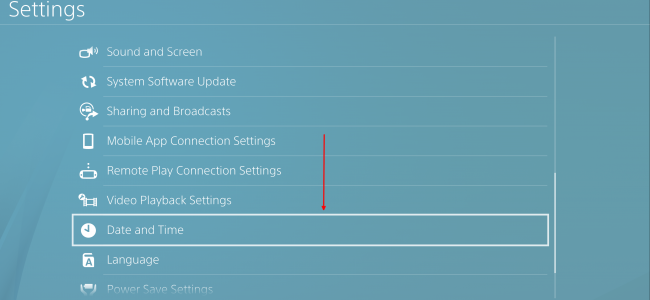 Settings
Sound and Screen
System Software Update
Sharing and Broadcasts
Mobile App Connection Settings
Remote Play Connection Settings
Video Playback Settings
Date and Time
Language
Power Save Settings